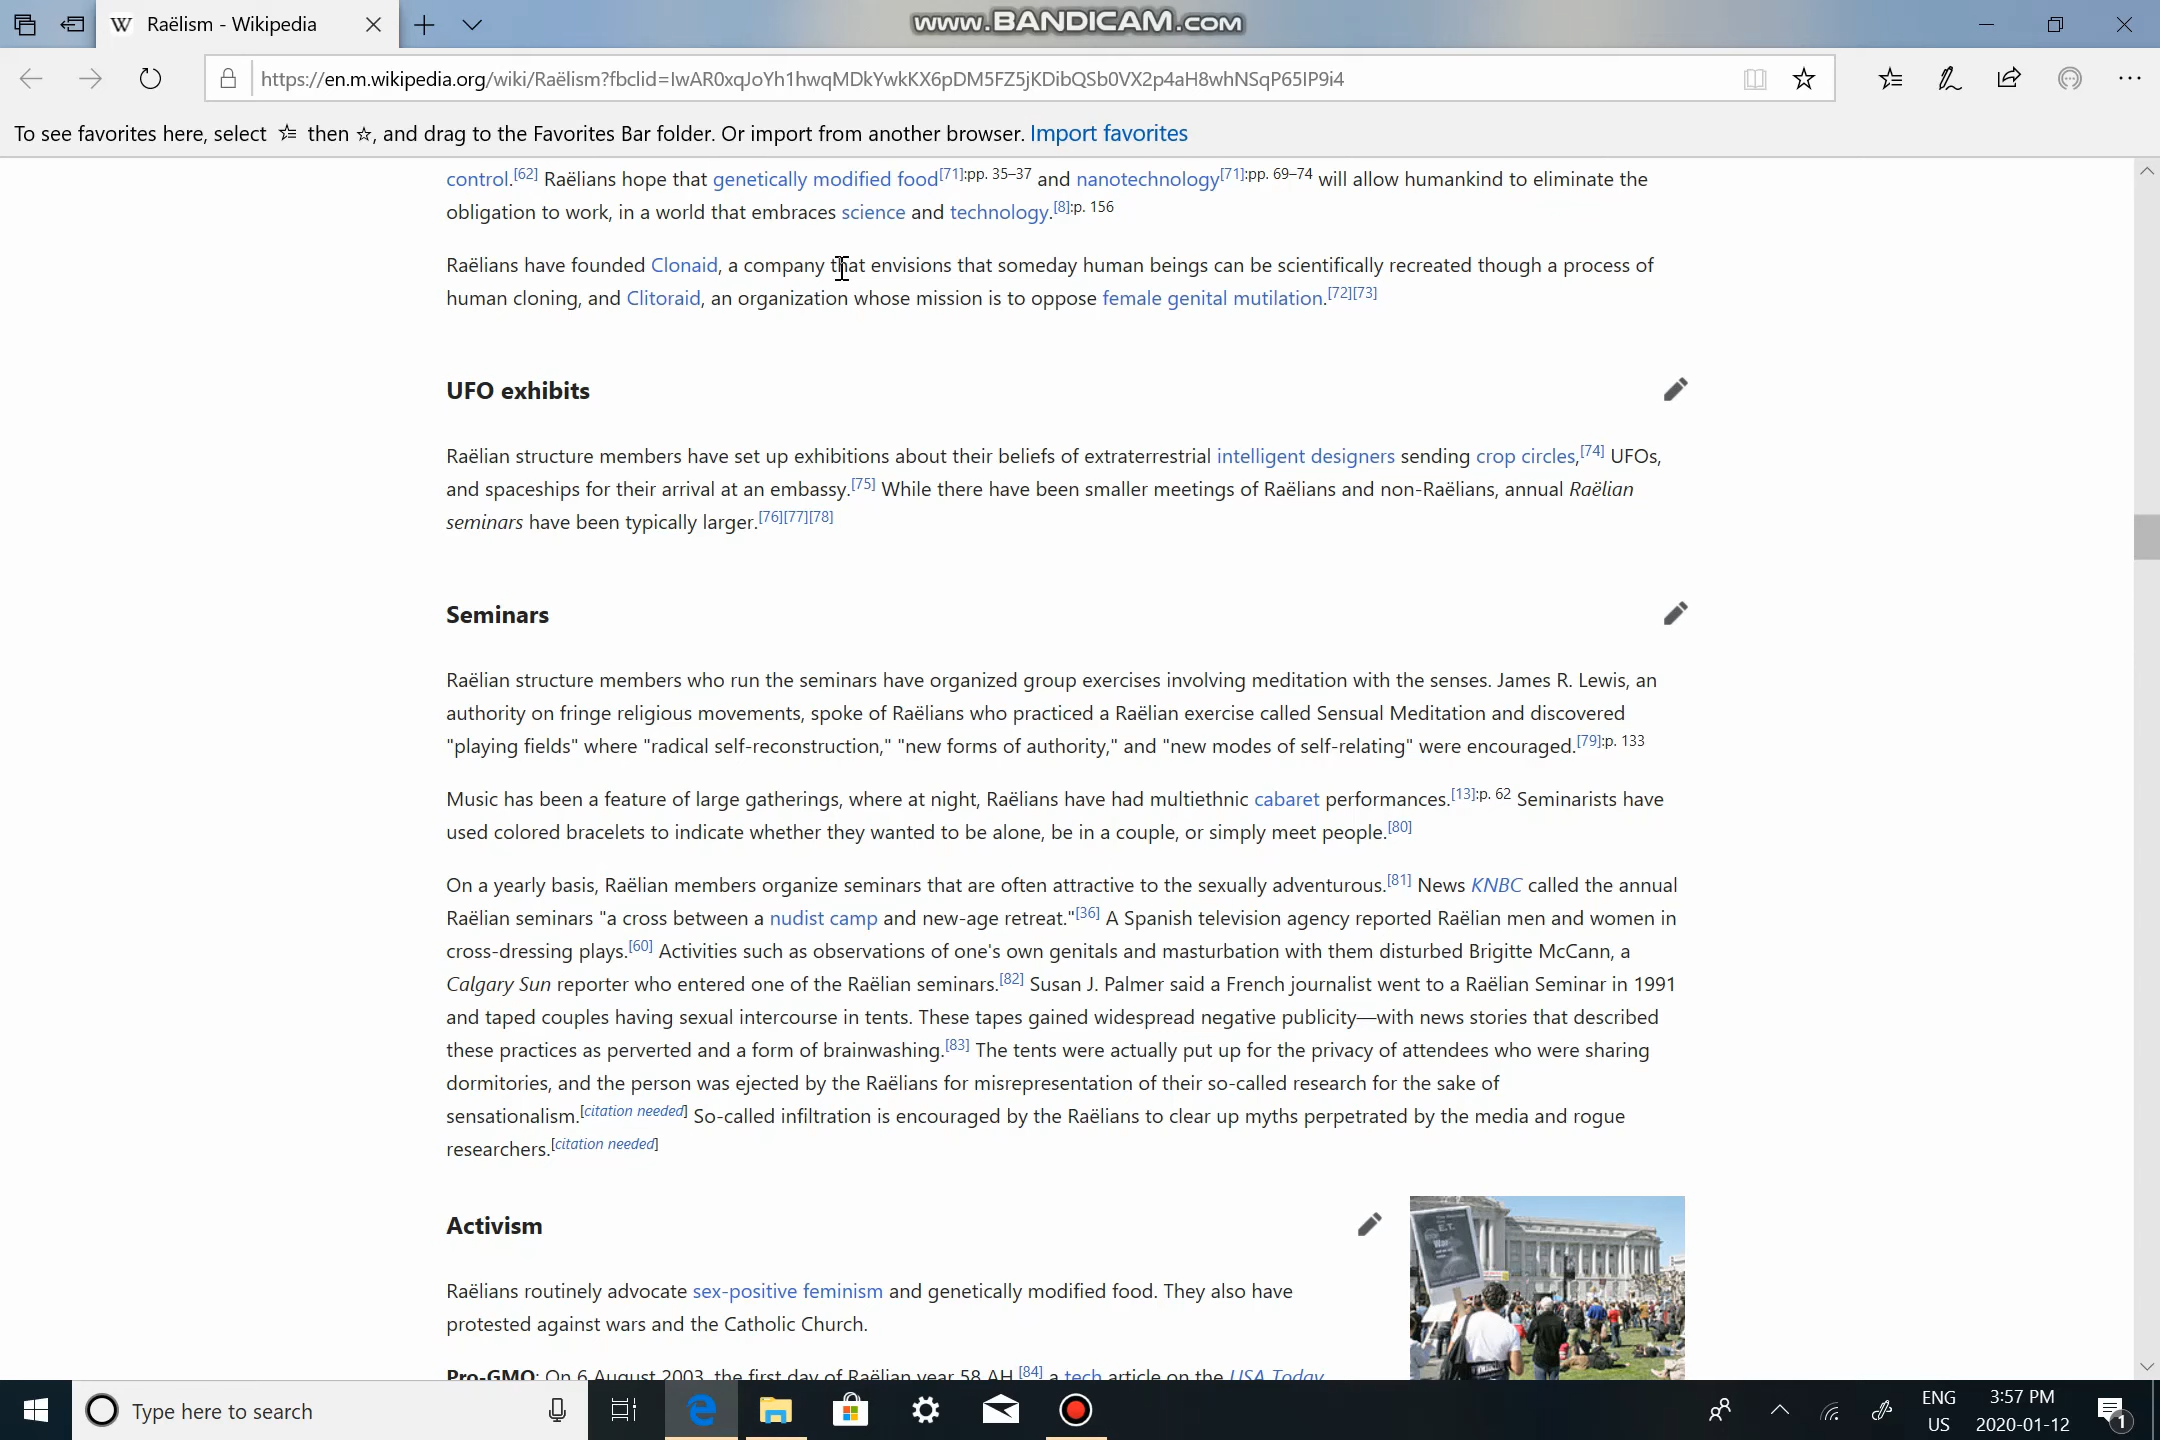 Raëlism - Wikipedia
www.BANDICAM.com
https://en.m.wikipedia.org/wiki/Raëlism?fbclid=IwAR0xqJoYh1hwqMDkYwkKX6pDM5FZ5jKDibQSb0VX2p4aH8whNSqP65IP9i4
To see favorites here, select then ☆, and drag to the Favorites Bar folder. Or import from another browser. Import favorites
control.[62] Raëlians hope that genetically modified food[71]:pp. 35–37 and nanotechnology[71]:pp. 69–74 will allow humankind to eliminate the
obligation to work, in a world that embraces science and technology.[8]:p. 156
Raëlians have founded Clonaid, a company that envisions that someday human beings can be scientifically recreated though a process of
human cloning, and Clitoraid, an organization whose mission is to oppose female genital mutilation.[72][73]
UFO exhibits
Raëlian structure members have set up exhibitions about their beliefs of extraterrestrial intelligent designers sending crop circles,[74] UFOs,
and spaceships for their arrival at an embassy.[75] While there have been smaller meetings of Raëlians and non-Raëlians, annual Raëlian
seminars have been typically larger.[76][77][78]
Seminars
Raëlian structure members who run the seminars have organized group exercises involving meditation with the senses. James R. Lewis, an
authority on fringe religious movements, spoke of Raëlians who practiced a Raëlian exercise called Sensual Meditation and discovered
"playing fields" where "radical self-reconstruction," "new forms of authority," and "new modes of self-relating" were encouraged.[79]:p. 133
Music has been a feature of large gatherings, where at night, Raëlians have had multiethnic cabaret performances.[13]:p. 62 Seminarists have
used colored bracelets to indicate whether they wanted to be alone, be in a couple, or simply meet people.[80]
On a yearly basis, Raëlian members organize seminars that are often attractive to the sexually adventurous.[81] News KNBC called the annual
Raëlian seminars "a cross between a nudist camp and new-age retreat."[36] A Spanish television agency reported Raëlian men and women in
cross-dressing plays.[60] Activities such as observations of one's own genitals and masturbation with them disturbed Brigitte McCann, a
Calgary Sun reporter who entered one of the Raëlian seminars.[82] Susan J. Palmer said a French journalist went to a Raëlian Seminar in 1991
and taped couples having sexual intercourse in tents. These tapes gained widespread negative publicity—with news stories that described
these practices as perverted and a form of brainwashing.[83] The tents were actually put up for the privacy of attendees who were sharing
dormitories, and the person was ejected by the Raëlians for misrepresentation of their so-called research for the sake of
sensationalism.[citation needed] So-called infiltration is encouraged by the Raëlians to clear up myths perpetrated by the media and rogue
researchers.[citation needed]
Activism
Raëlians routinely advocate sex-positive feminism and genetically modified food. They also have
protested against wars and the Catholic Church.
Pro-GMO: On 6 August 2003, the first day of Raëlian year 58 AH,[84] a tech article on the USA Today
E.T.
War
Type here to search
ENG
US
3:57 PM
2020-01-12
1